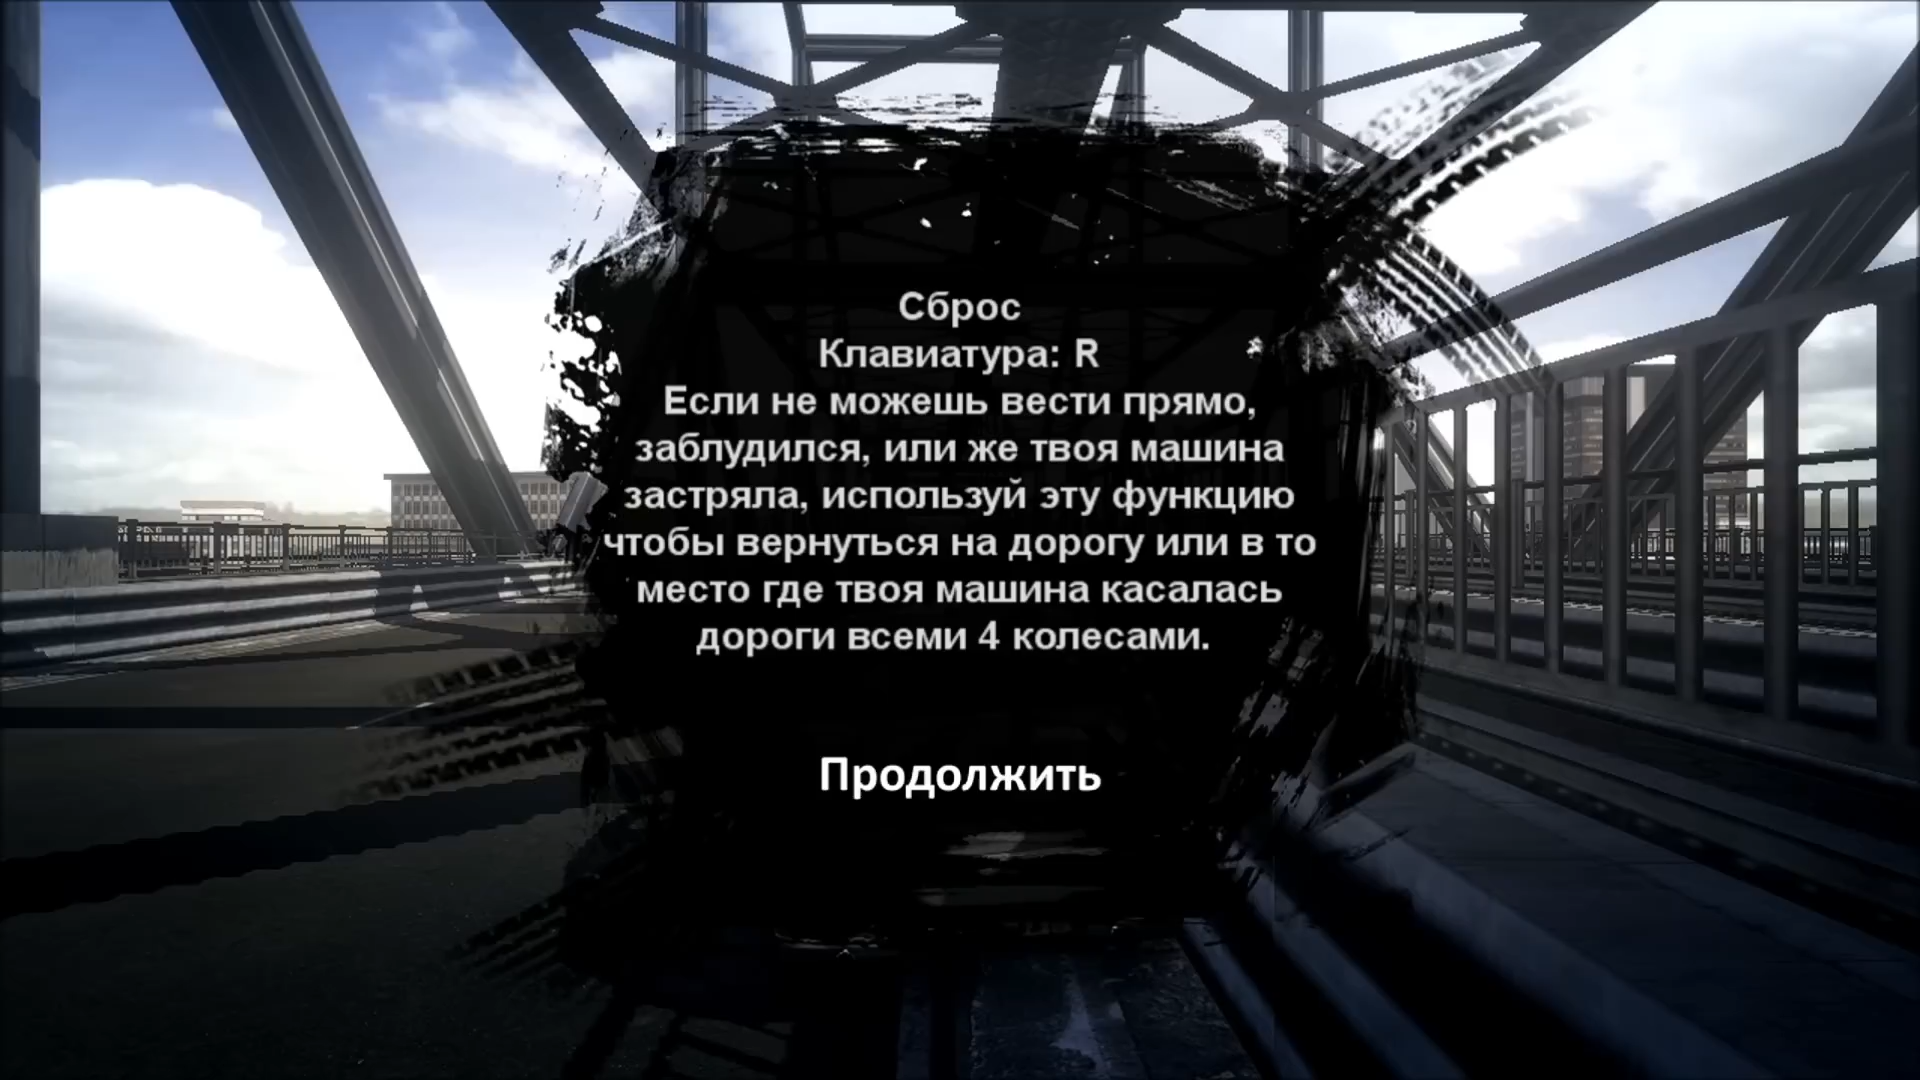 Сброс
Клавиатура: R
Если не можешь вести прямо,
заблудился, или же твоя машина
застряла, используй эту функцию
чтобы вернуться на дорогу или в то
место где твоя машина касалась
дороги всеми 4 колесами.
Продолжить